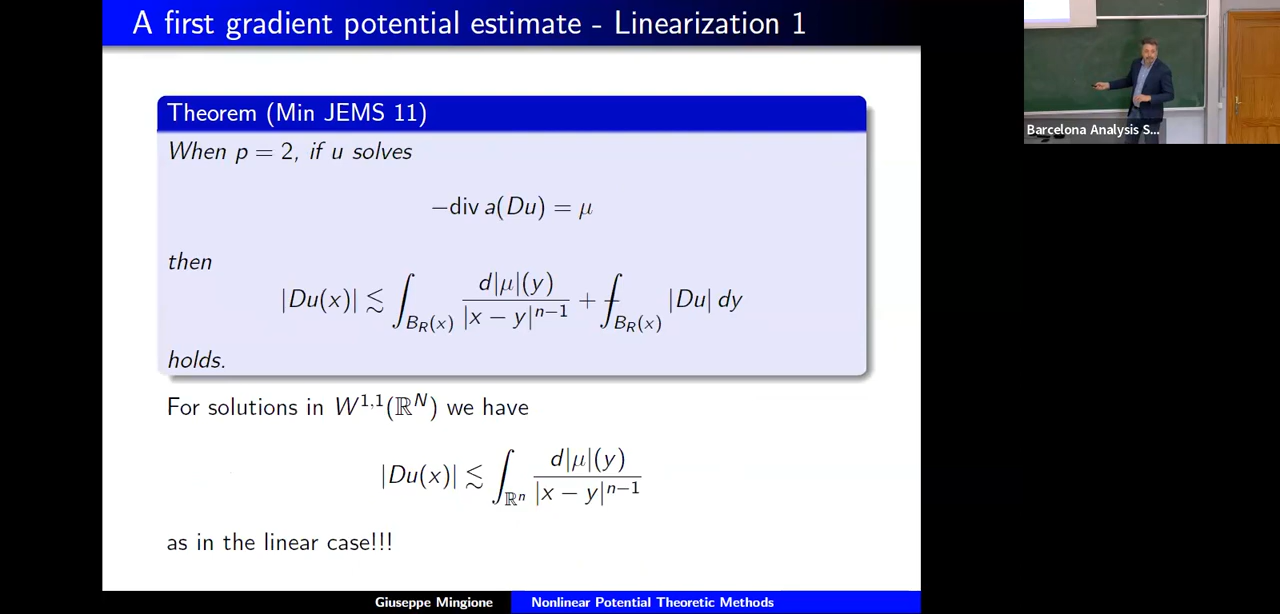 A first gradient potential estimate - Linearization 1
Theorem (Min JEMS 11)
When p = 2, if u solves
−div a(Du) = μ
then
|Du(x)| ≲ ∫_{B_R(x)} d|μ|(y) / |x − y|^{n−1} + ⨍_{B_R(x)} |Du| dy
holds.
For solutions in W^{1,1}(ℝ^N) we have
|Du(x)| ≲ ∫_{ℝ^n} d|μ|(y) / |x − y|^{n−1}
as in the linear case!!!
Giuseppe Mingione Nonlinear Potential Theoretic Methods
Barcelona Analysis S...